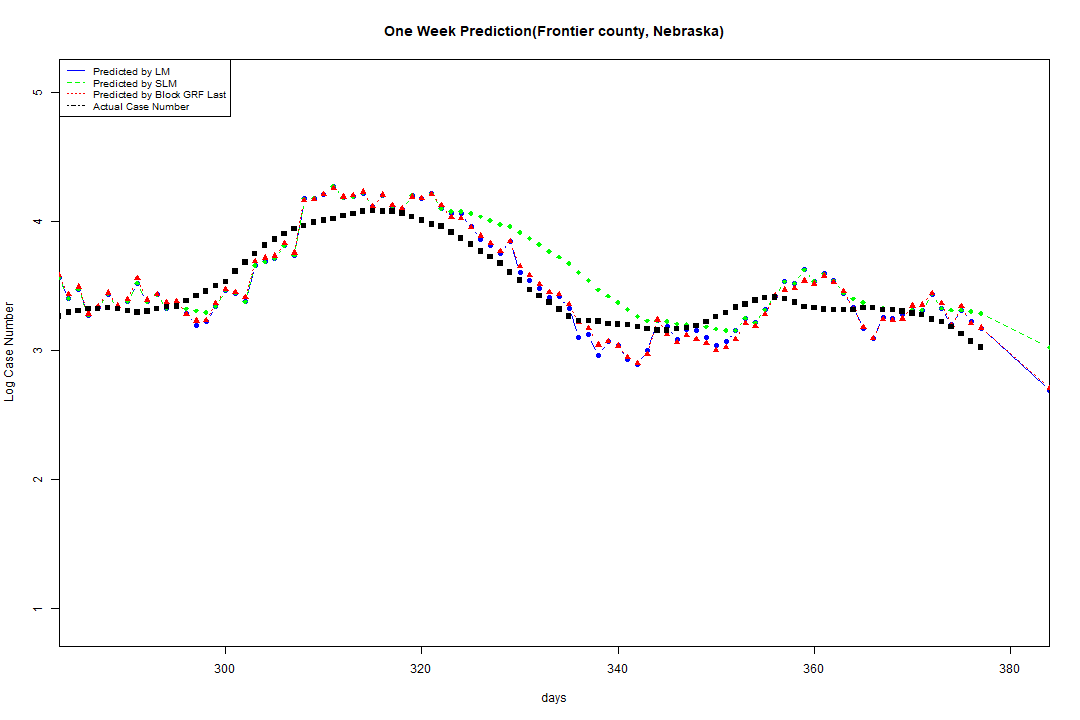 One Week Prediction(Frontier county, Nebraska)
Predicted by LM
Predicted by SLM
Predicted by Block GRF Last
Actual Case Number
5
4
3
2
1
Log Case Number
300 320 340 360 380
days